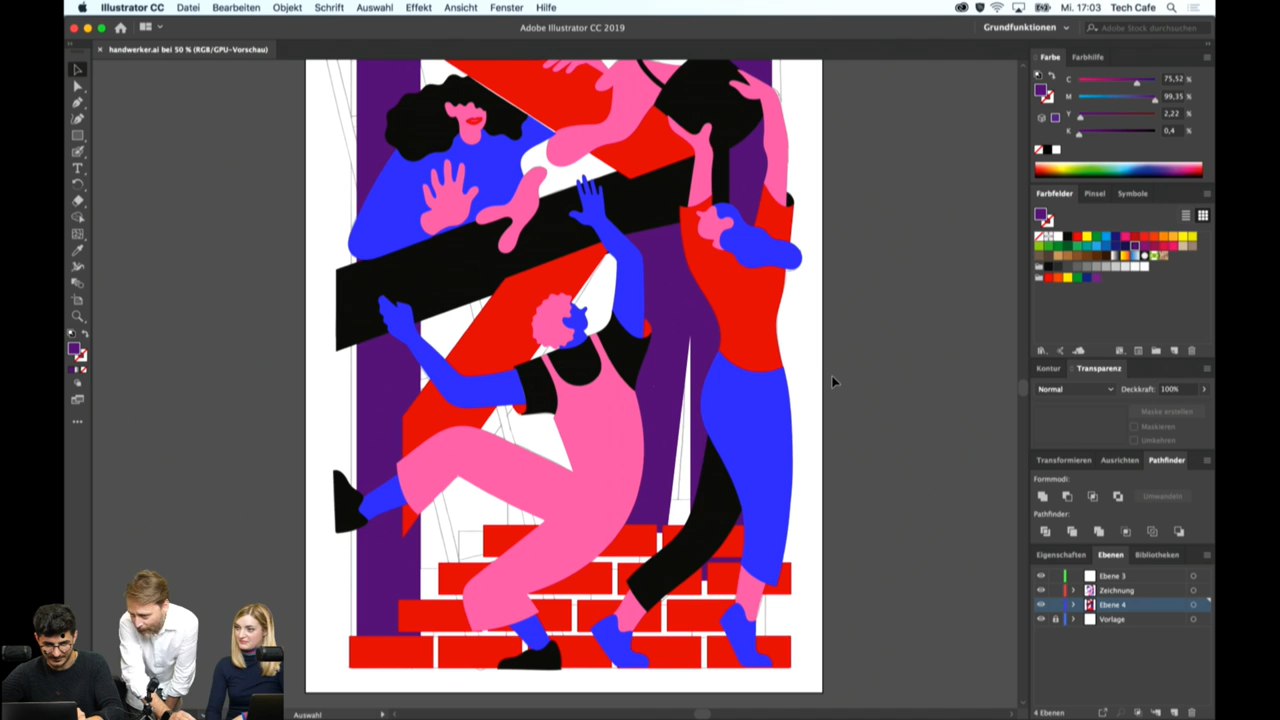 Illustrator CC Datei Bearbeiten Objekt Schrift Auswahl Effekt Ansicht Fenster Hilfe Mi. 17:03 Tech Cafe
Adobe Illustrator CC 2019 Grundfunktionen Adobe Stock durchsuchen
× handwerker.ai bei 50 % (RGB/GPU-Vorschau)
Farbe Farbhilfe
C 75,52 %
M 99,35 %
Y 2,22 %
K 0,4 %
Farbfelder Pinsel Symbole
Kontur Transparenz
Normal Deckkraft: 100%
Maske erstellen
Maskieren
Umkehren
Transformieren Ausrichten Pathfinder
Formmodi:
Umwandeln
Pathfinder:
Eigenschaften Ebenen Bibliotheken
Ebene 3
Zeichnung
Ebene 4
Vorlage
4 Ebenen
Auswahl